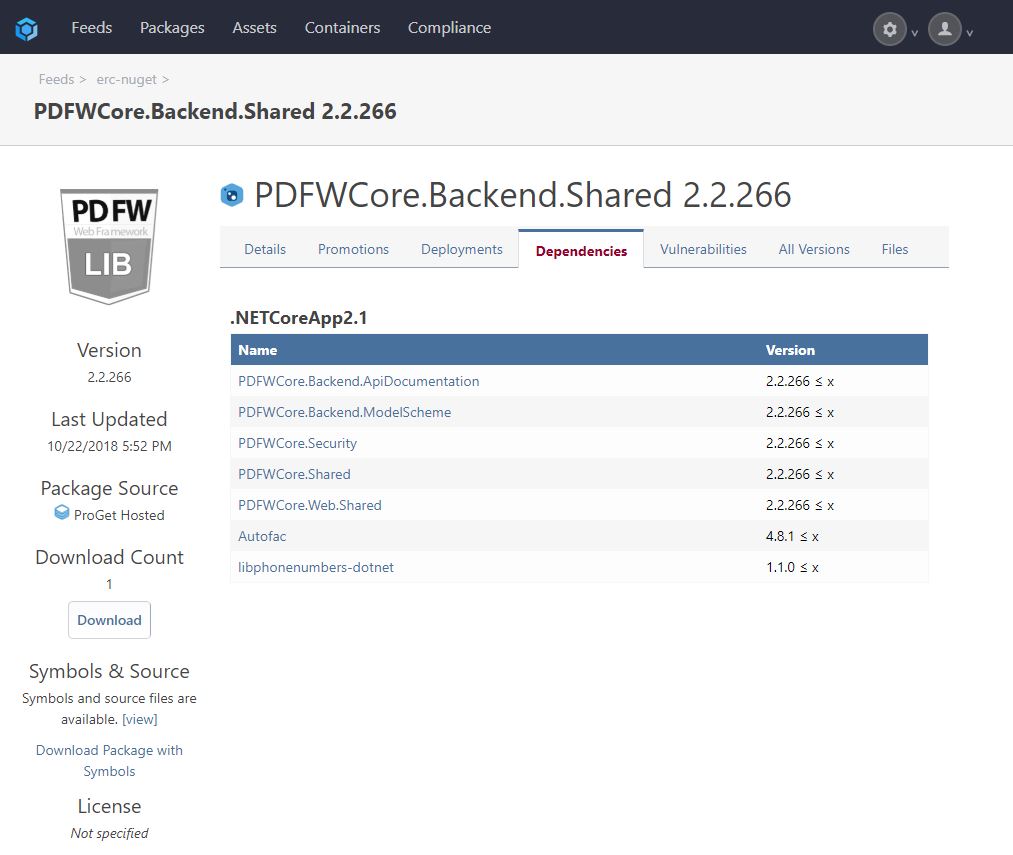 Feeds Packages Assets Containers Compliance
Feeds > erc-nuget >
PDFWCore.Backend.Shared 2.2.266
PDFW
Web Framework
LIB
Version
2.2.266
Last Updated
10/22/2018 5:52 PM
Package Source
ProGet Hosted
Download Count
1
Download
Symbols & Source
Symbols and source files are
available. [view]
Download Package with
Symbols
License
Not specified
PDFWCore.Backend.Shared 2.2.266
Details Promotions Deployments Dependencies Vulnerabilities All Versions Files
.NETCoreApp2.1
Name Version
PDFWCore.Backend.ApiDocumentation 2.2.266 ≤ x
PDFWCore.Backend.ModelScheme 2.2.266 ≤ x
PDFWCore.Security 2.2.266 ≤ x
PDFWCore.Shared 2.2.266 ≤ x
PDFWCore.Web.Shared 2.2.266 ≤ x
Autofac 4.8.1 ≤ x
libphonenumbers-dotnet 1.1.0 ≤ x